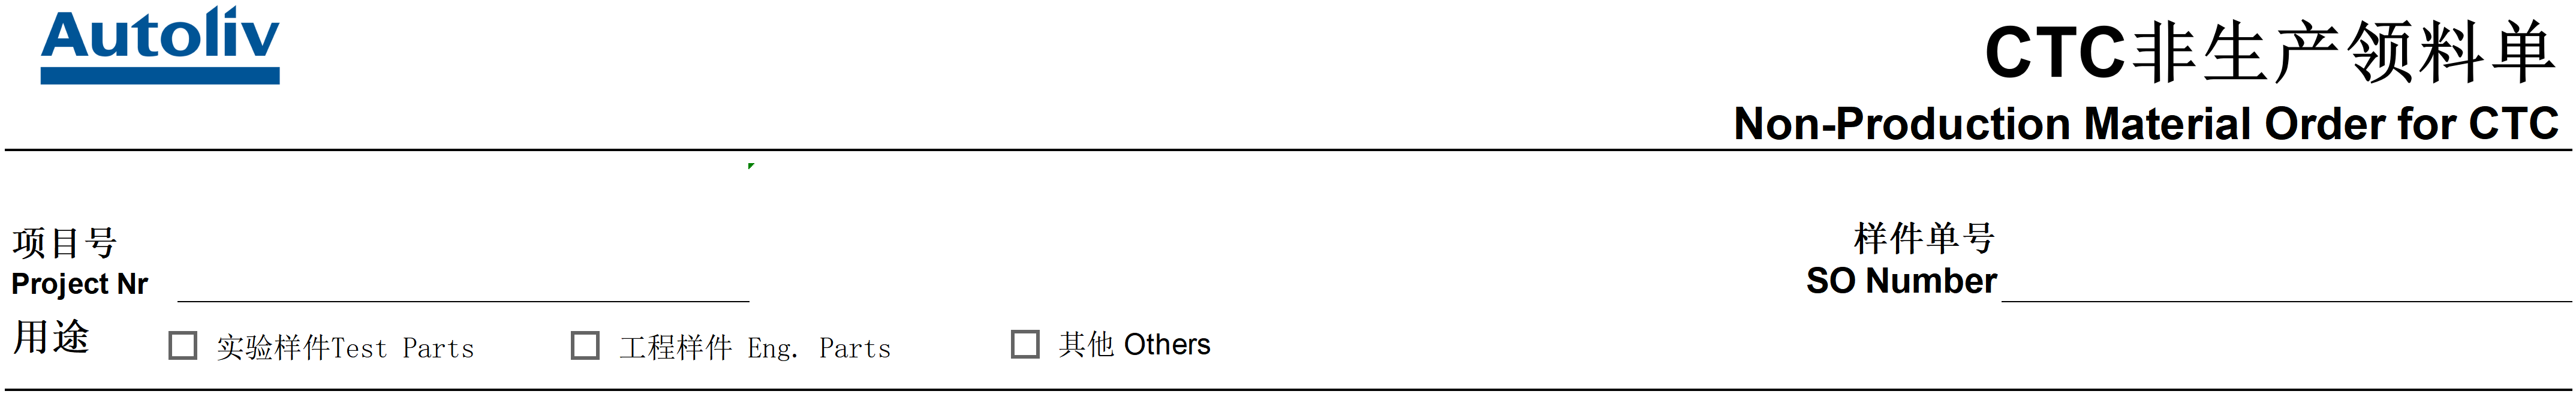 Autoliv
CTC非生产领料单
Non-Production Material Order for CTC
项目号
Project Nr
样件单号
SO Number
用途
实验样件Test Parts
工程样件 Eng. Parts
其他 Others